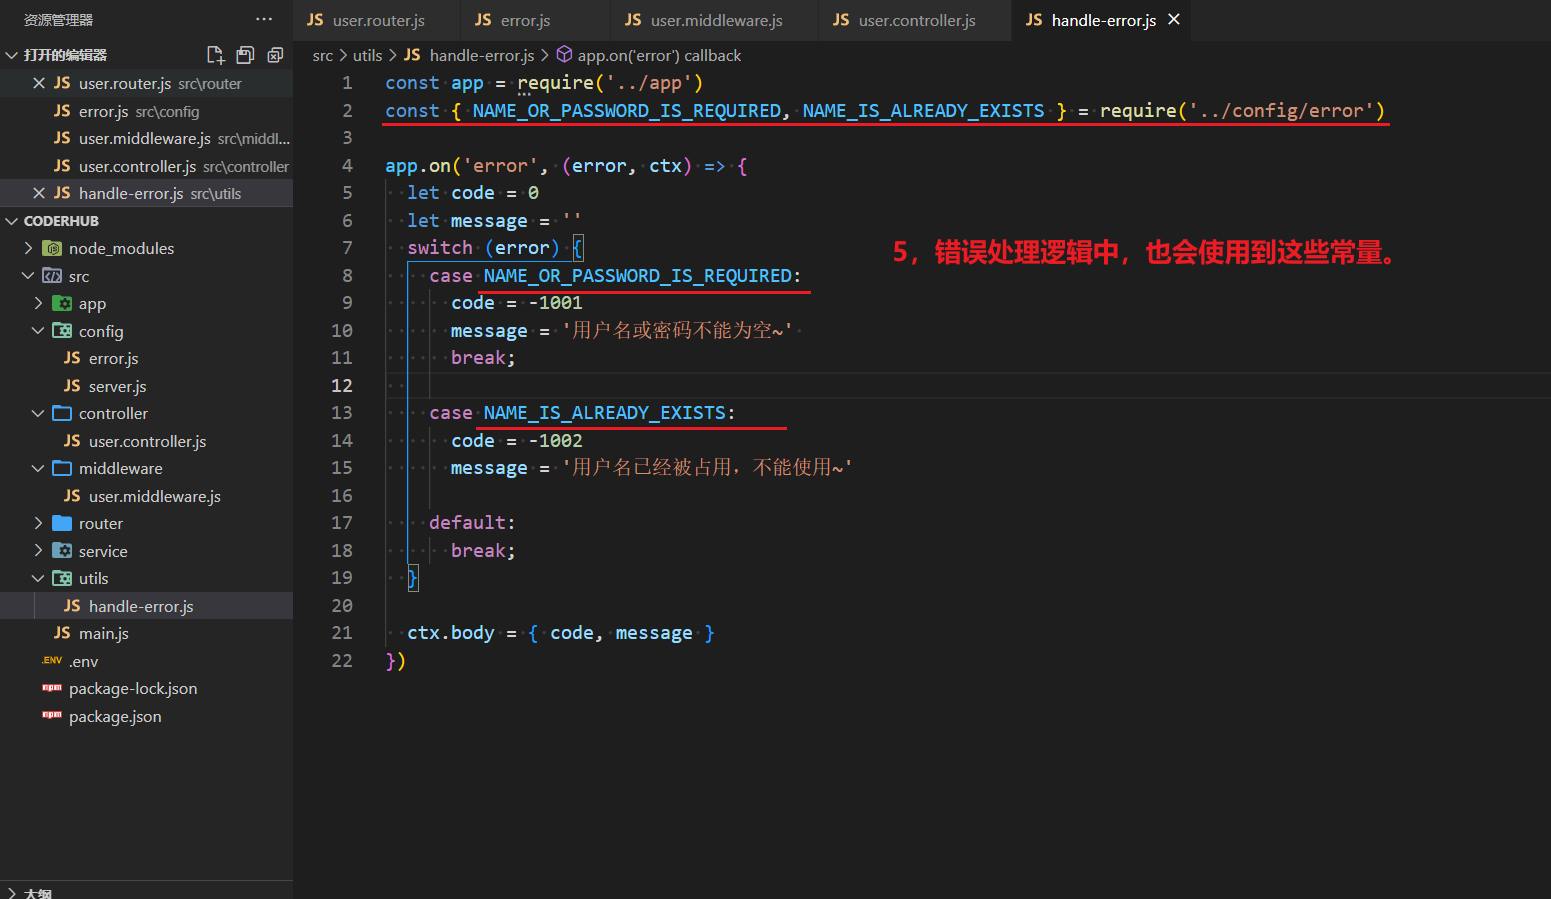 资源管理器 ···
打开的编辑器
JS user.router.js src\router
JS error.js src\config
JS user.middleware.js src\middl...
JS user.controller.js src\controller
JS handle-error.js src\utils
CODERHUB
node_modules
src
app
config
JS error.js
JS server.js
controller
JS user.controller.js
middleware
JS user.middleware.js
router
service
utils
JS handle-error.js
JS main.js
.ENV .env
npm package-lock.json
npm package.json
大纲
JS user.router.js JS error.js JS user.middleware.js JS user.controller.js JS handle-error.js
src > utils > JS handle-error.js > app.on('error') callback
1 const app = require('../app')
2 const { NAME_OR_PASSWORD_IS_REQUIRED, NAME_IS_ALREADY_EXISTS } = require('../config/error')
3
4 app.on('error', (error, ctx) => {
5 let code = 0
6 let message = ''
7 switch (error) {
5，错误处理逻辑中，也会使用到这些常量。
8 case NAME_OR_PASSWORD_IS_REQUIRED:
9 code = -1001
10 message = '用户名或密码不能为空~'
11 break;
12
13 case NAME_IS_ALREADY_EXISTS:
14 code = -1002
15 message = '用户名已经被占用，不能使用~'
16
17 default:
18 break;
19 }
20
21 ctx.body = { code, message }
22 })